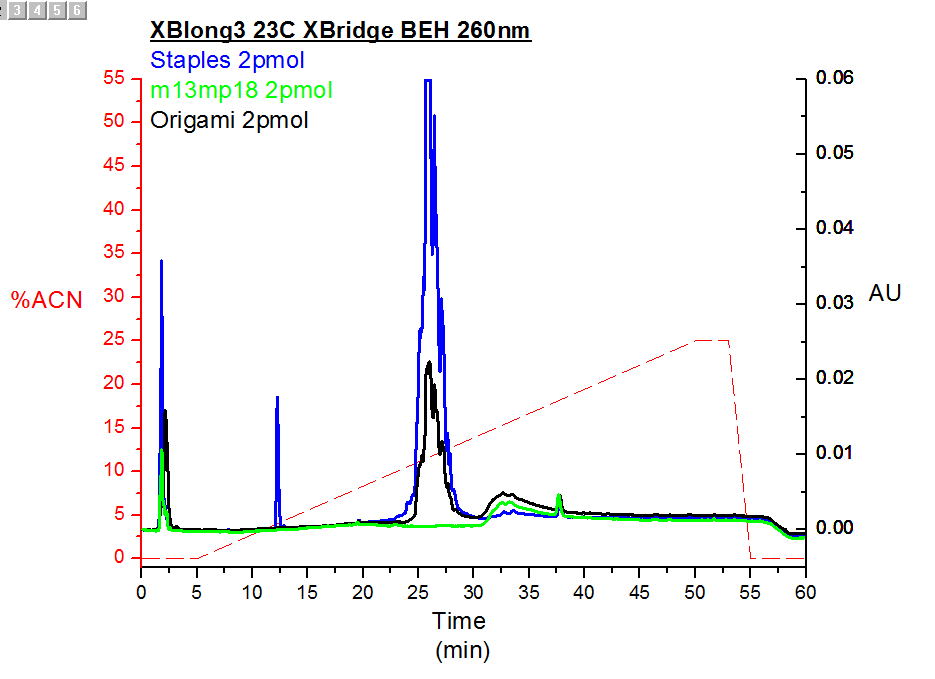 3 4 5 6
XBlong3 23C XBridge BEH 260nm
Staples 2pmol
m13mp18 2pmol
Origami 2pmol
55
50
45
40
35
30
25
20
15
10
5
0
%ACN
0.06
0.05
0.04
0.03
0.02
0.01
0.00
AU
0 5 10 15 20 25 30 35 40 45 50 55 60
Time
(min)